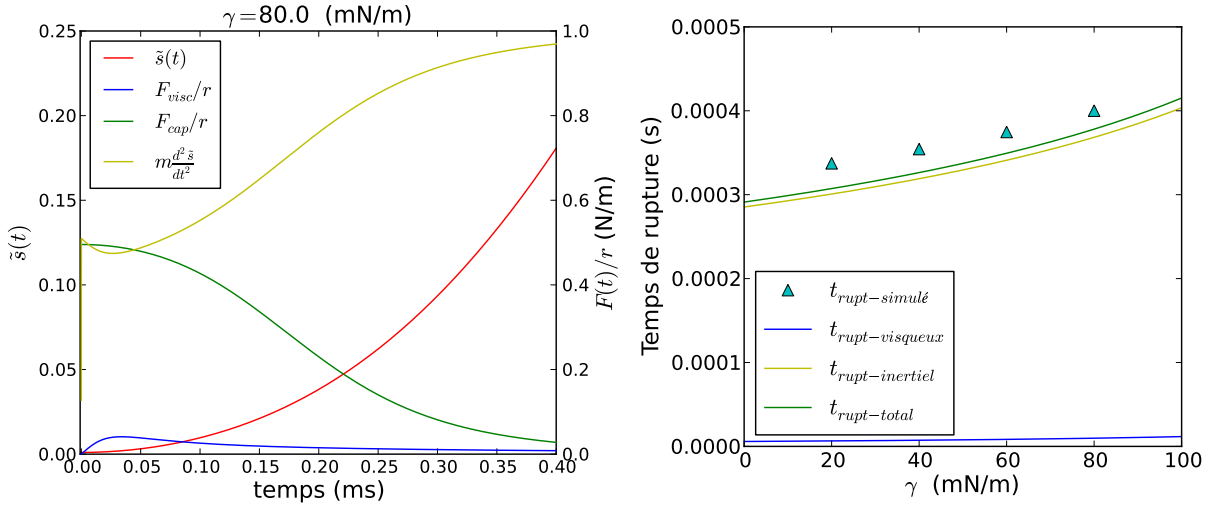 γ=80.0 (mN/m)
0.25
0.20
0.15
0.10
0.05
0.00
s̃(t)
s̃(t)
F_visc/r
F_cap/r
m d²s̃/dt²
1.0
0.8
0.6
0.4
0.2
0.0
F(t)/r (N/m)
0.00 0.05 0.10 0.15 0.20 0.25 0.30 0.35 0.40
temps (ms)
0.0005
0.0004
0.0003
0.0002
0.0001
0.0000
Temps de rupture (s)
t_rupt−simulé
t_rupt−visqueux
t_rupt−inertiel
t_rupt−total
0 20 40 60 80 100
γ (mN/m)